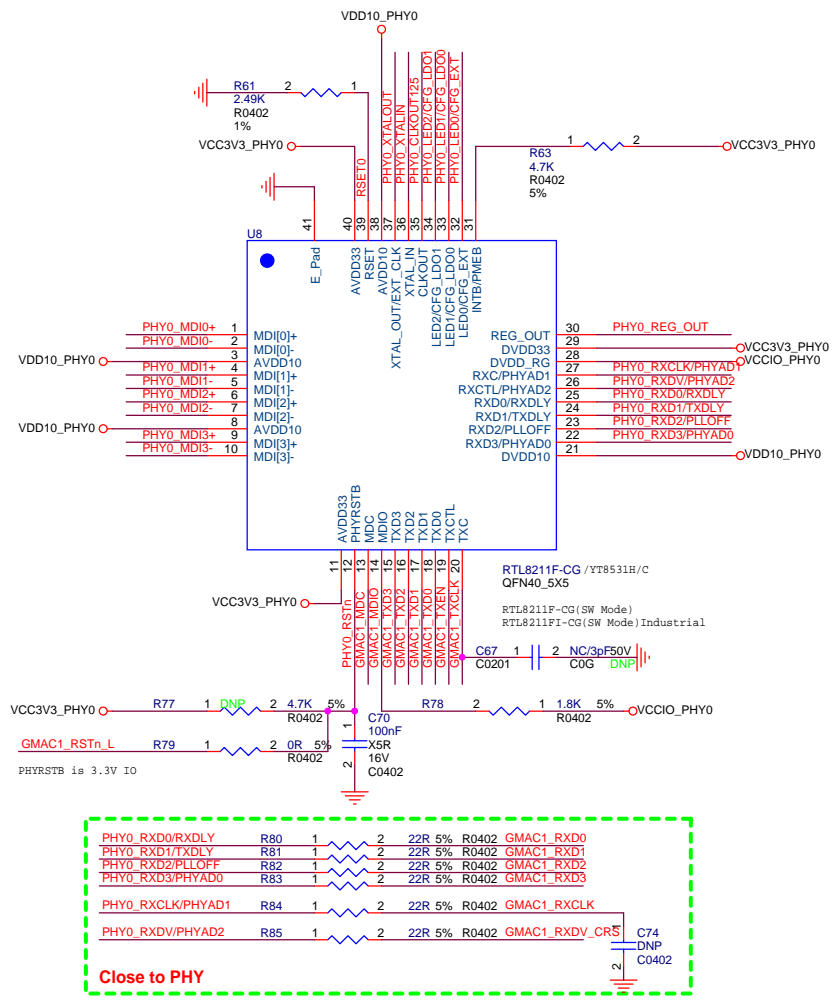 VDD10_PHY0
R61 2 1
2.49K
R0402
1%
VCC3V3_PHY0
RSET0
PHY0_XTALOUT
PHY0_XTALIN
PHY0_CLKOUT125
PHY0_LED2/CFG_LDO1
PHY0_LED1/CFG_LDO0
PHY0_LED0/CFG_EXT
1 2 VCC3V3_PHY0
R63
4.7K
R0402
5%
41 40 39 38 37 36 35 34 33 32 31
U8
E_Pad
AVDD33
RSET
AVDD10
XTAL_OUT/EXT_CLK
XTAL_IN
CLKOUT
LED2/CFG_LDO1
LED1/CFG_LDO0
LED0/CFG_EXT
INTB/PMEB
PHY0_MDI0+ 1 MDI[0]+
PHY0_MDI0- 2 MDI[0]-
VDD10_PHY0 3 AVDD10
PHY0_MDI1+ 4 MDI[1]+
PHY0_MDI1- 5 MDI[1]-
PHY0_MDI2+ 6 MDI[2]+
PHY0_MDI2- 7 MDI[2]-
VDD10_PHY0 8 AVDD10
PHY0_MDI3+ 9 MDI[3]+
PHY0_MDI3- 10 MDI[3]-
REG_OUT 30 PHY0_REG_OUT
DVDD33 29 VCC3V3_PHY0
DVDD_RG 28 VCCIO_PHY0
RXC/PHYAD1 27 PHY0_RXCLK/PHYAD1
RXCTL/PHYAD2 26 PHY0_RXDV/PHYAD2
RXD0/RXDLY 25 PHY0_RXD0/RXDLY
RXD1/TXDLY 24 PHY0_RXD1/TXDLY
RXD2/PLLOFF 23 PHY0_RXD2/PLLOFF
RXD3/PHYAD0 22 PHY0_RXD3/PHYAD0
DVDD10 21 VDD10_PHY0
AVDD33
PHYRSTB
MDC
MDIO
TXD3
TXD2
TXD1
TXD0
TXCTL
TXC
11 12 13 14 15 16 17 18 19 20
VCC3V3_PHY0
PHY0_RSTn
GMAC1_MDC
GMAC1_MDIO
GMAC1_TXD3
GMAC1_TXD2
GMAC1_TXD1
GMAC1_TXD0
GMAC1_TXEN
GMAC1_TXCLK
RTL8211F-CG /YT8531H/C
QFN40_5X5
RTL8211F-CG(SW Mode)
RTL8211FI-CG(SW Mode)Industrial
C67 1 2 NC/3pF50V
C0201 C0G DNP
VCC3V3_PHY0 R77 1 DNP 2 4.7K 5%
R0402
R78 2 1 1.8K 5% VCCIO_PHY0
R0402
C70
100nF
X5R
16V
C0402
1
2
GMAC1_RSTn_L R79 1 2 0R 5%
R0402
PHYRSTB is 3.3V IO
PHY0_RXD0/RXDLY R80 1 2 22R 5% R0402 GMAC1_RXD0
PHY0_RXD1/TXDLY R81 1 2 22R 5% R0402 GMAC1_RXD1
PHY0_RXD2/PLLOFF R82 1 2 22R 5% R0402 GMAC1_RXD2
PHY0_RXD3/PHYAD0 R83 1 2 22R 5% R0402 GMAC1_RXD3
PHY0_RXCLK/PHYAD1 R84 1 2 22R 5% R0402 GMAC1_RXCLK
PHY0_RXDV/PHYAD2 R85 1 2 22R 5% R0402 GMAC1_RXDV_CRS
1
C74
DNP
C0402
2
Close to PHY